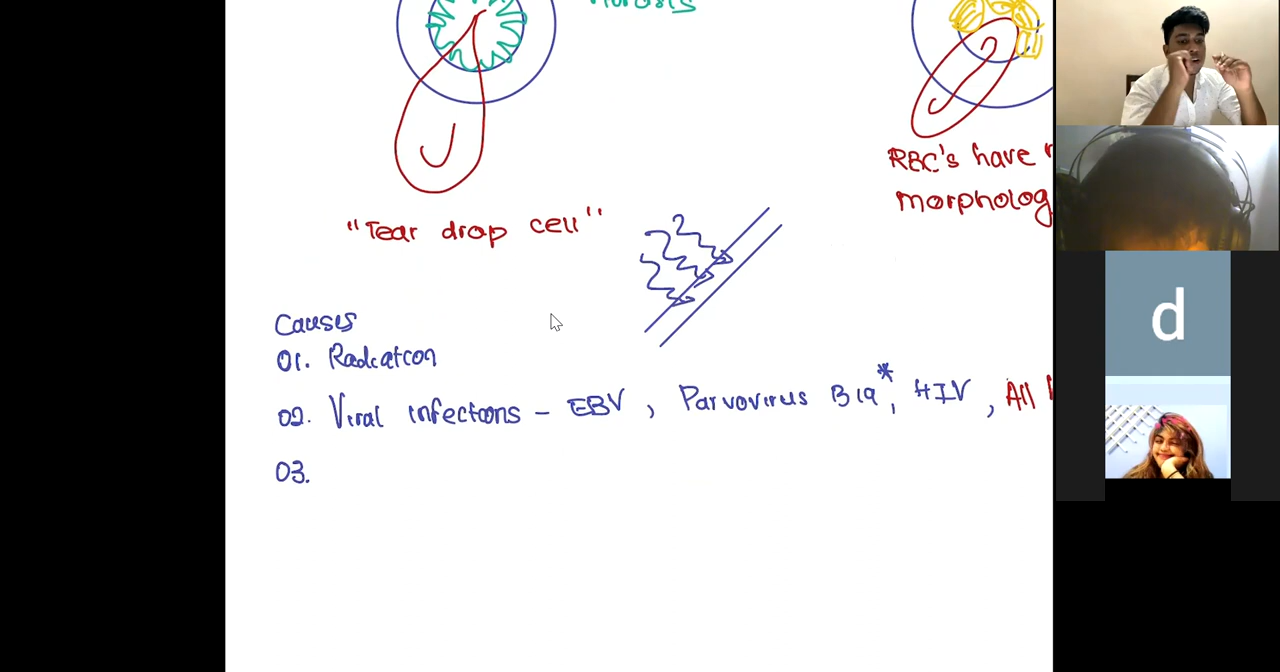 RBC's have
morpholog
"Tear drop cell"
Causes
01. Radiation
02. Viral infections - EBV, Parvovirus B19*, HIV, All
03.
d